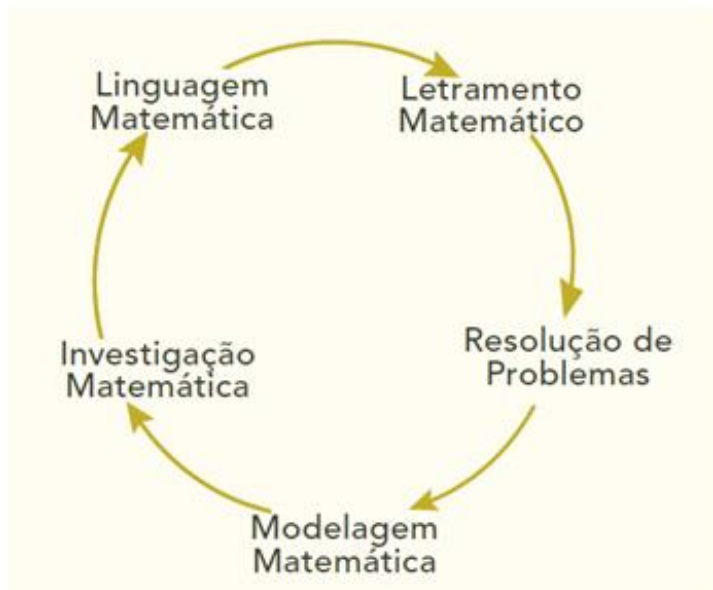 Linguagem
Matemática
Letramento
Matemático
Resolução de
Problemas
Modelagem
Matemática
Investigação
Matemática